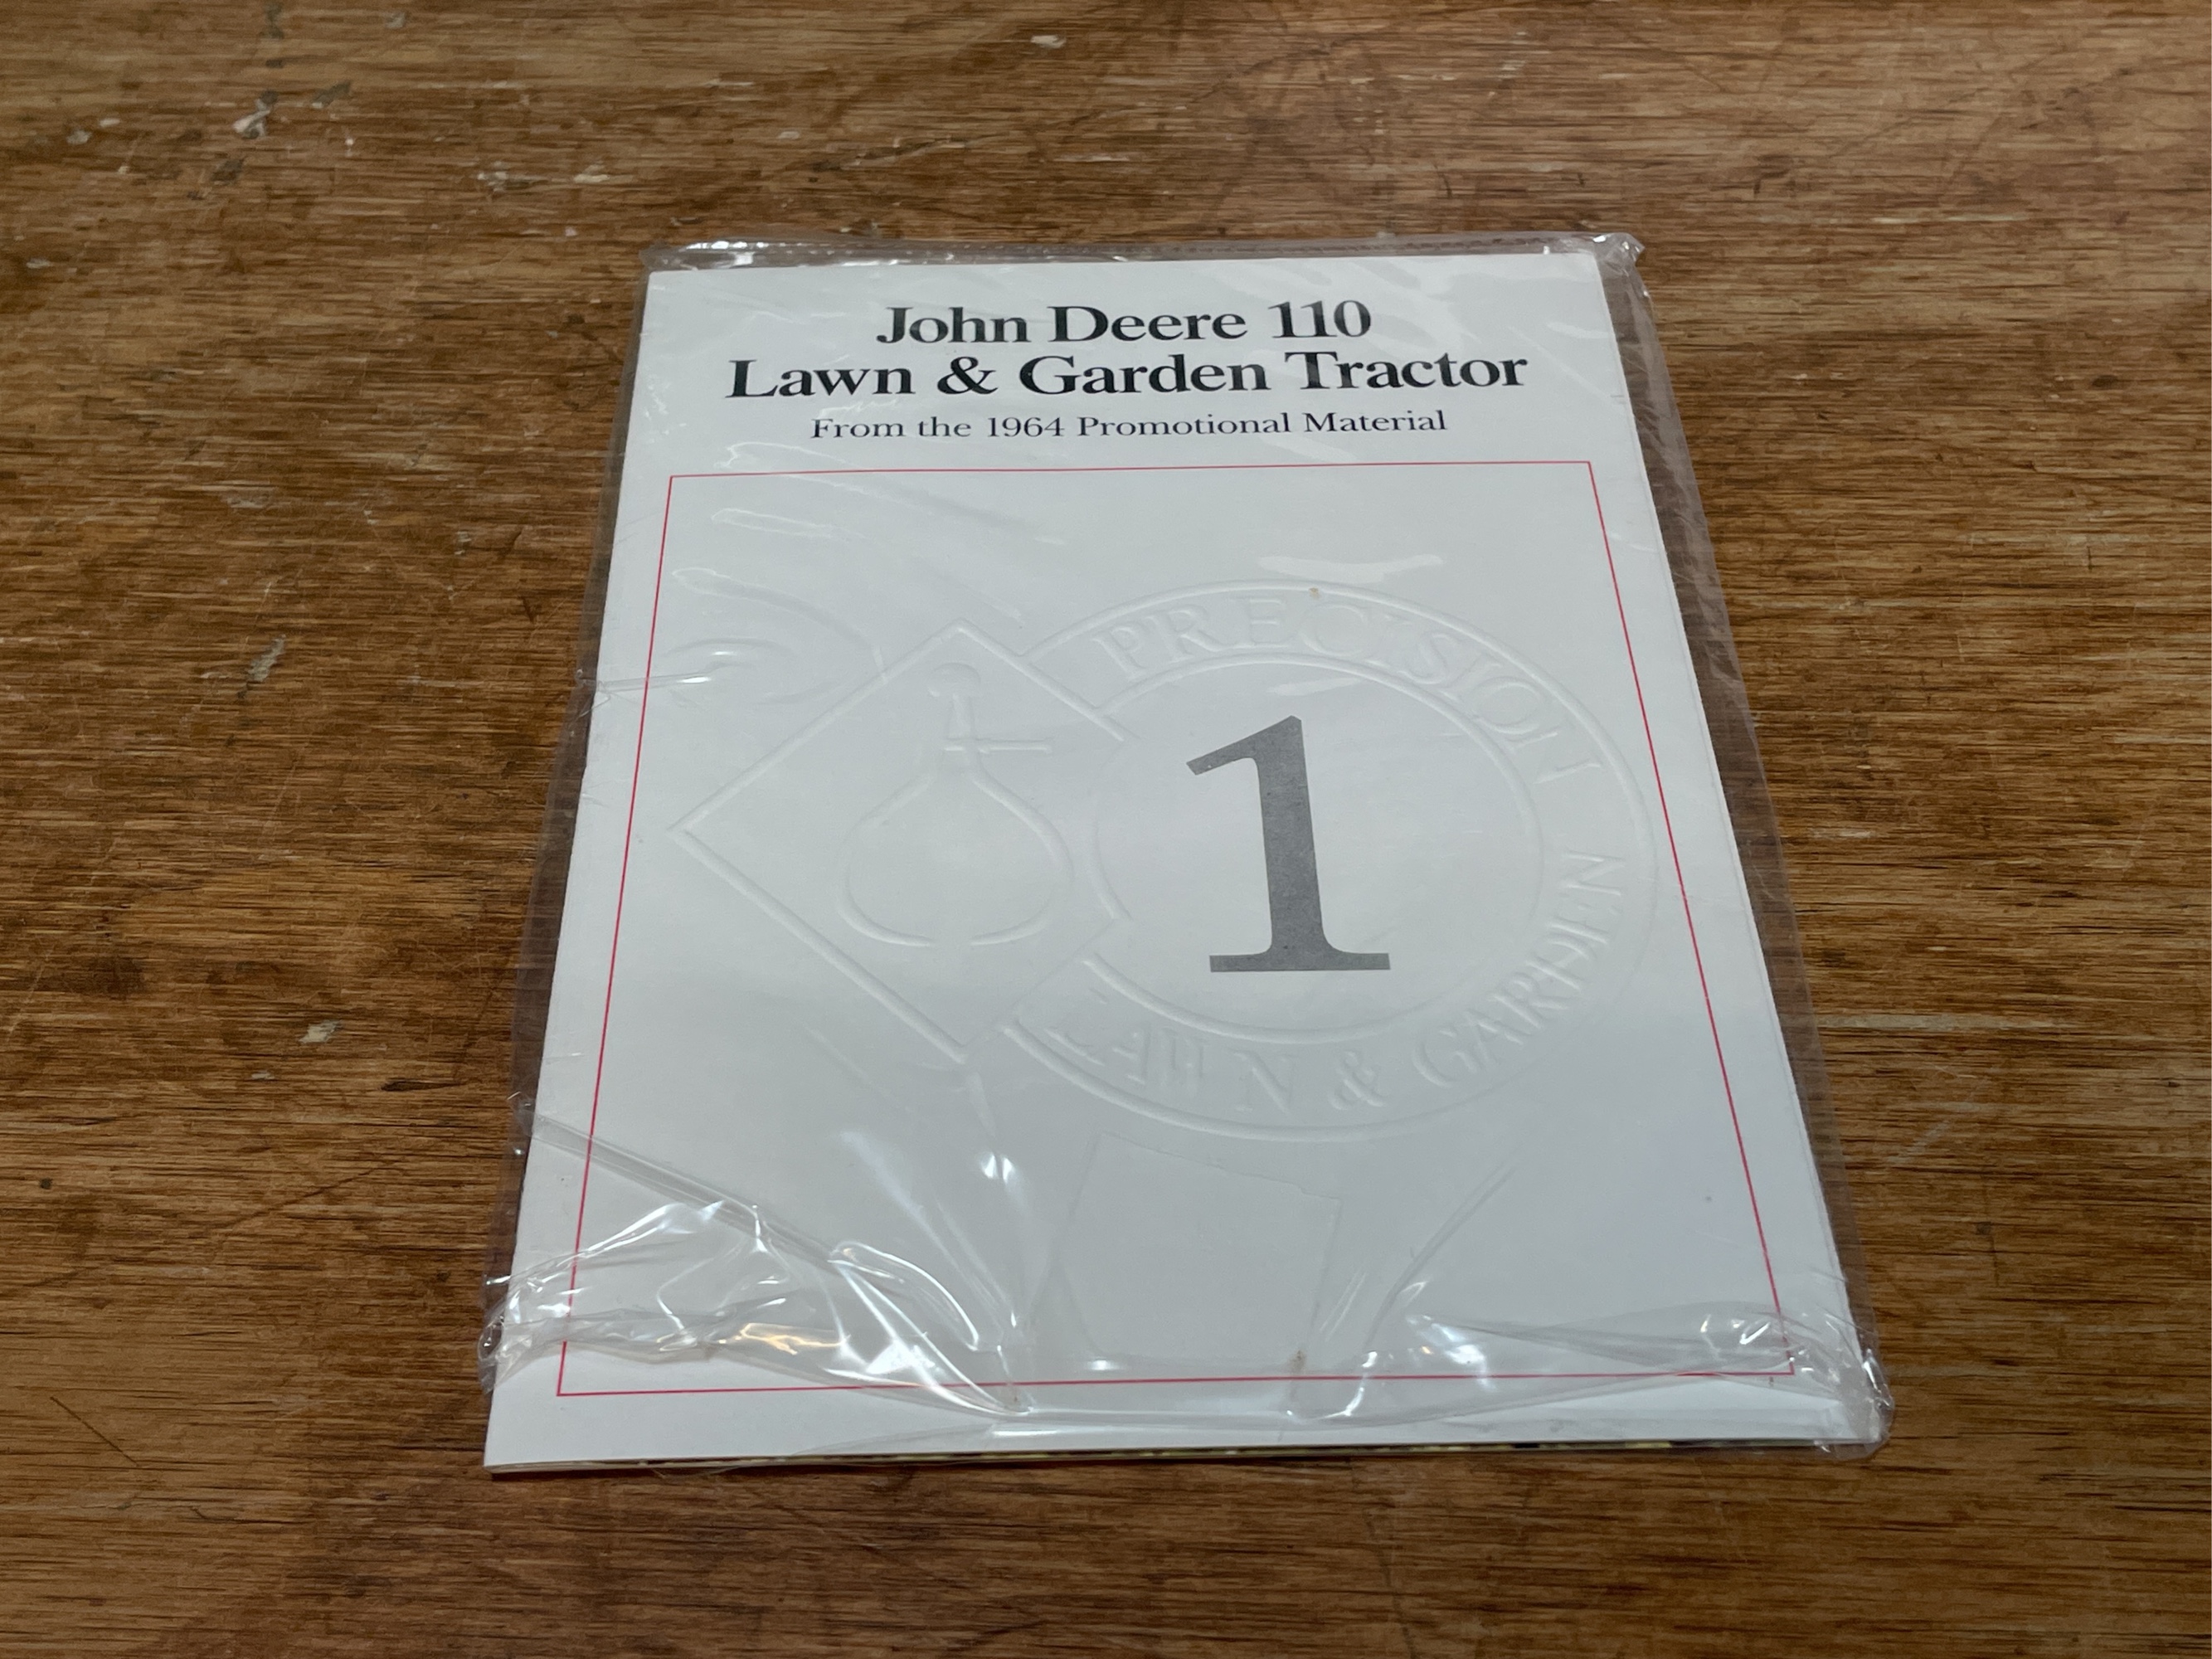 John Deere 110
Lawn & Garden Tractor
From the 1964 Promotional Material
PRECISION
1
LAWN & GARDEN